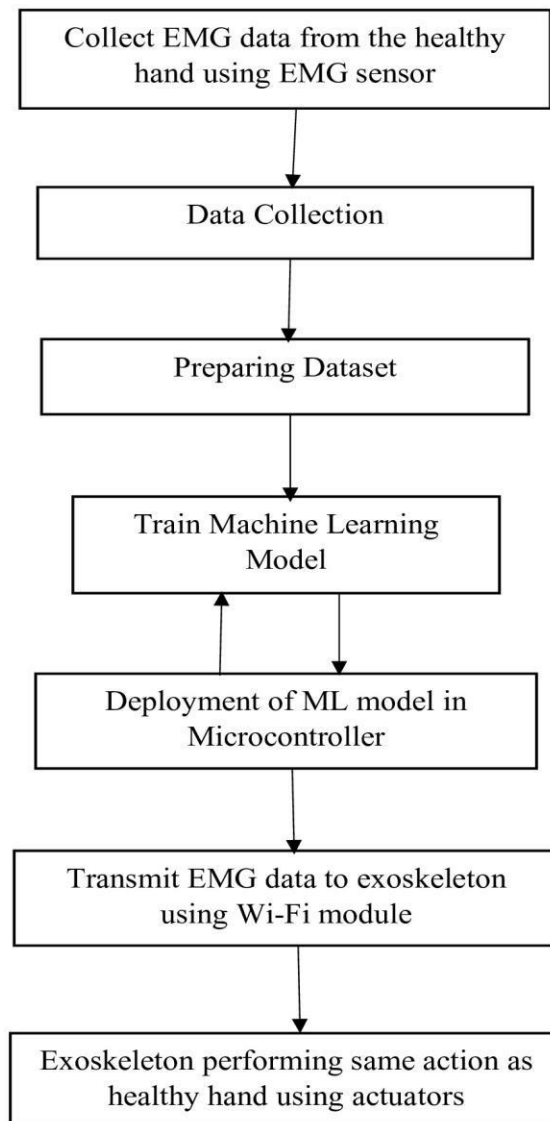 Collect EMG data from the healthy
hand using EMG sensor
Data Collection
Preparing Dataset
Train Machine Learning
Model
Deployment of ML model in
Microcontroller
Transmit EMG data to exoskeleton
using Wi-Fi module
Exoskeleton performing same action as
healthy hand using actuators